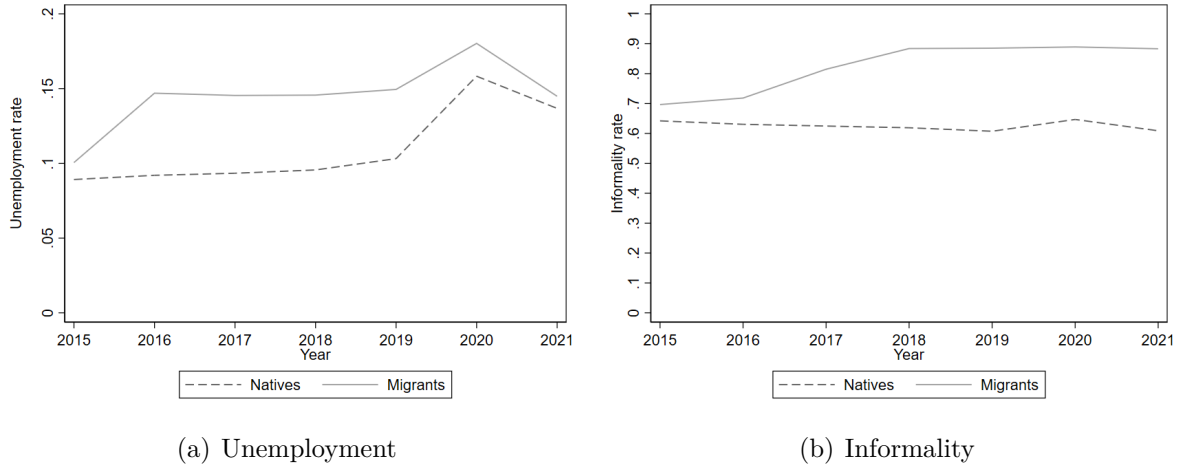 Unemployment rate
.2
.15
.1
.05
0
2015 2016 2017 2018 2019 2020 2021
Year
Natives Migrants
(a) Unemployment
Informality rate
1
.9
.8
.7
.6
.5
.4
.3
.2
.1
0
2015 2016 2017 2018 2019 2020 2021
Year
Natives Migrants
(b) Informality